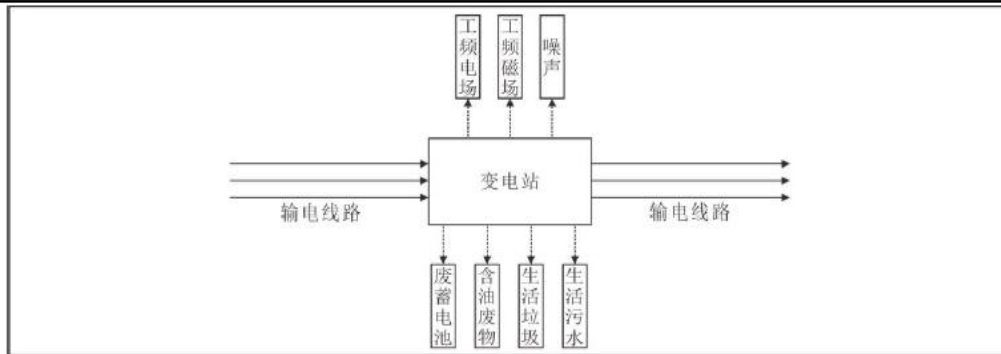 工频电场
工频磁场
噪声
变电站
输电线路
输电线路
废蓄电池
含油废物
生活垃圾
生活污水